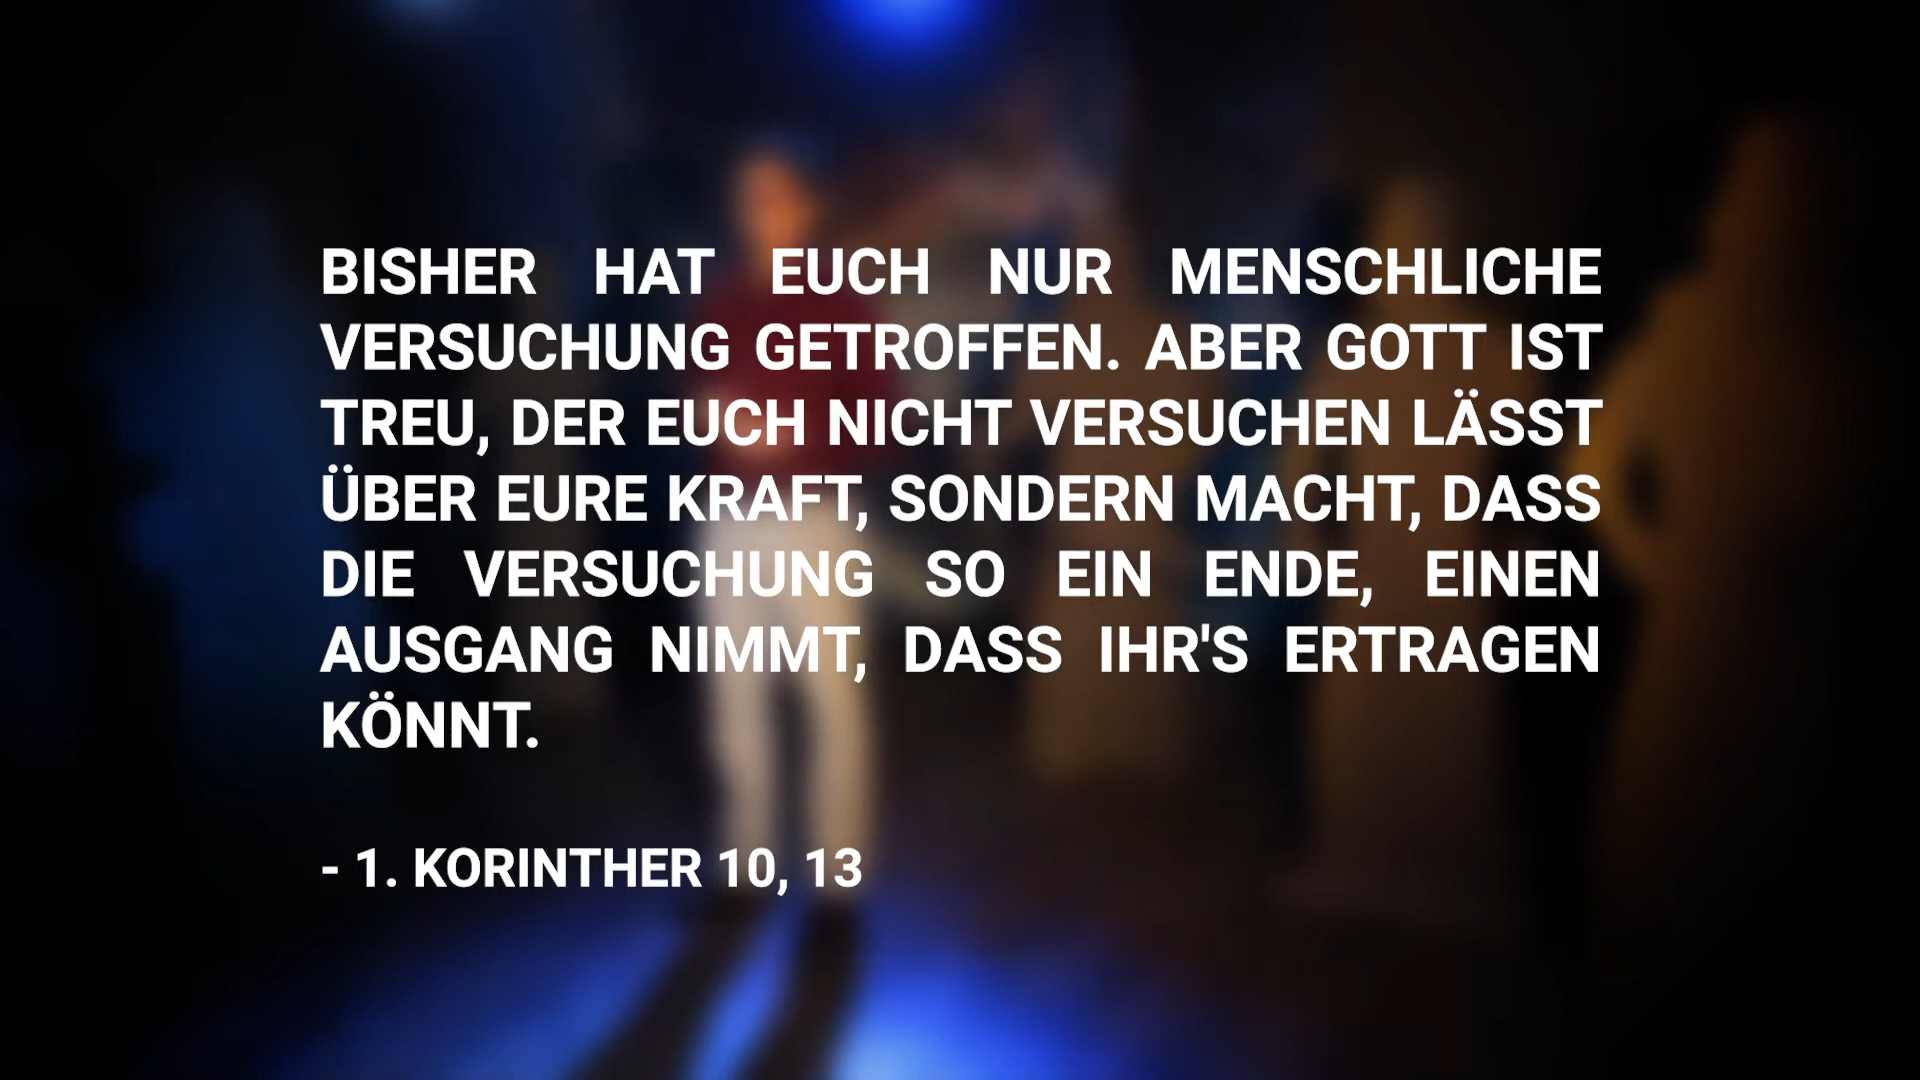 BISHER HAT EUCH NUR MENSCHLICHE
VERSUCHUNG GETROFFEN. ABER GOTT IST
TREU, DER EUCH NICHT VERSUCHEN LÄSST
ÜBER EURE KRAFT, SONDERN MACHT, DASS
DIE VERSUCHUNG SO EIN ENDE, EINEN
AUSGANG NIMMT, DASS IHR'S ERTRAGEN
KÖNNT.
- 1. KORINTHER 10, 13